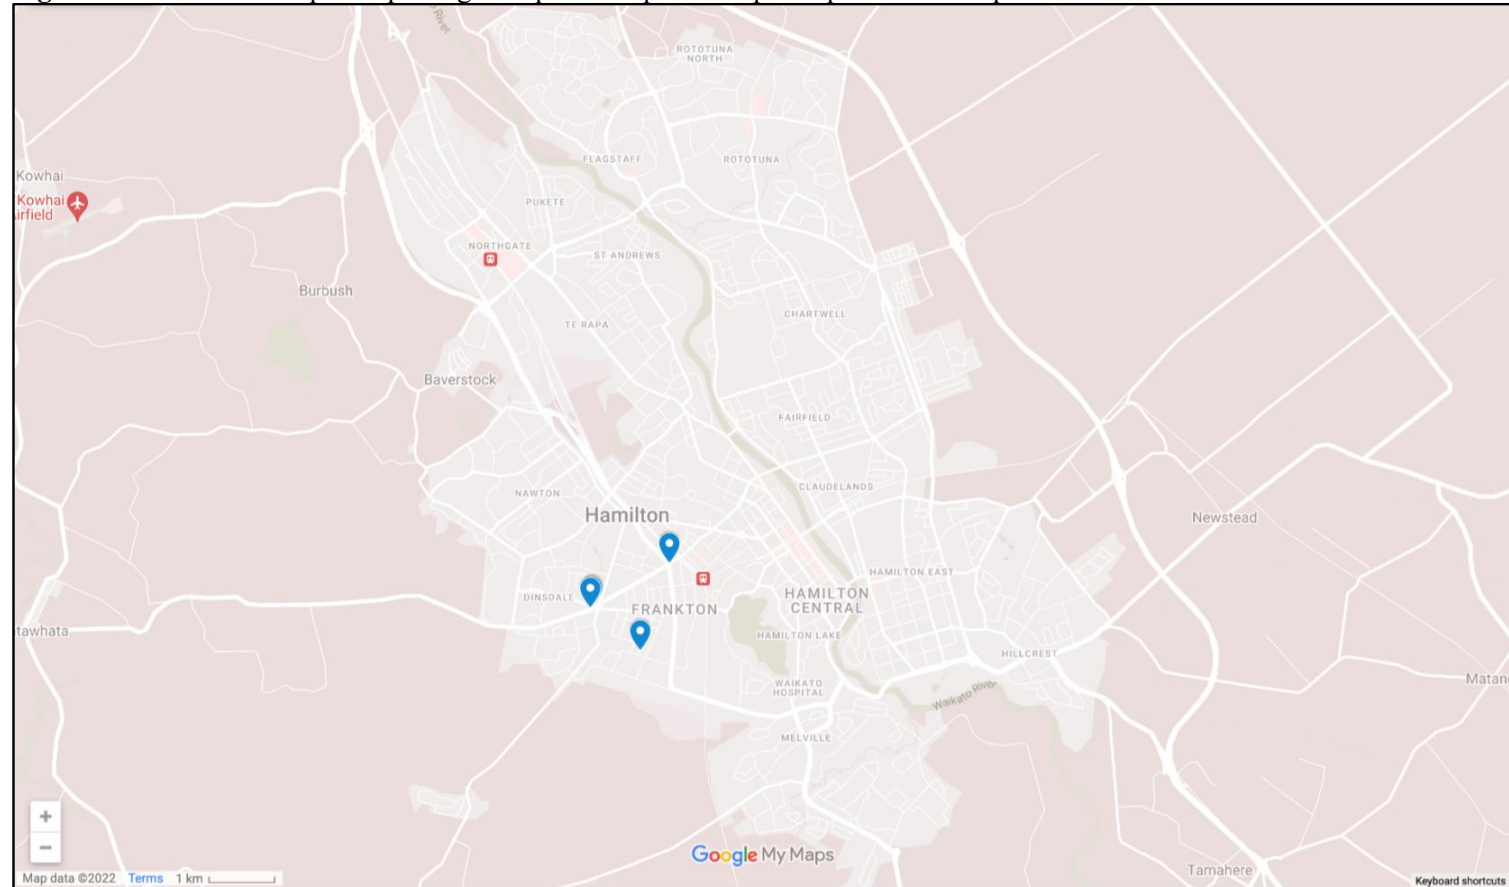 River
ROTOTUNA
NORTH
FLAGSTAFF
ROTOTUNA
Kowhai
Kowhai
irfield
PUKETE
NORTHGATE
ST ANDREWS
Burbush
CHARTWELL
TE RAPA
Baverstock
FAIRFIELD
CLAUDELANDS
NAWTON
Hamilton
Newstead
HAMILTON EAST
DINSDALE
HAMILTON
CENTRAL
FRANKTON
tawhata
HAMILTON LAKE
HILLCREST
WAIKATO
HOSPITAL
Matan
Waikato River
MELVILLE
+
−
Google My Maps
Tamahere
Map data ©2022 Terms 1 km
Keyboard shortcuts